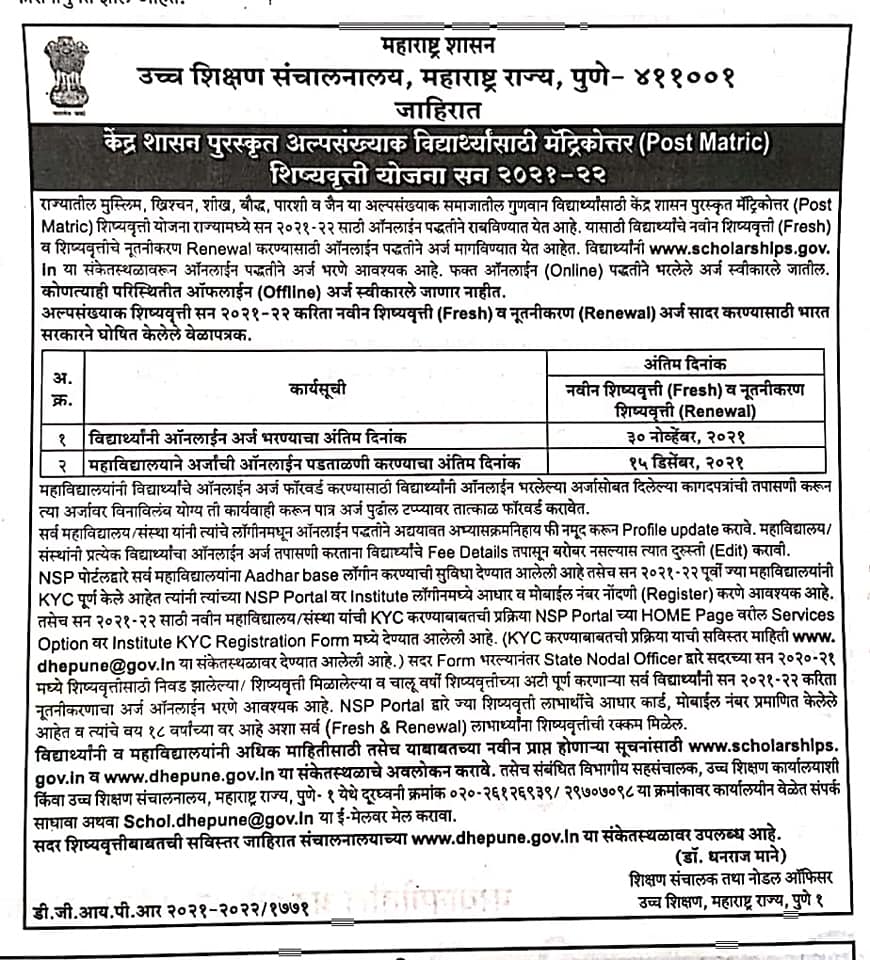 महाराष्ट्र शासन
उच्च शिक्षण संचालनालय, महाराष्ट्र राज्य, पुणे- ४११००१
जाहिरात
केंद्र शासन पुरस्कृत अल्पसंख्याक विद्यार्थ्यांसाठी मॅट्रिकोत्तर (Post Matric)
शिष्यवृत्ती योजना सन २०२१-२२
राज्यातील मुस्लिम, ख्रिश्चन, शीख, बौद्ध, पारशी व जैन या अल्पसंख्याक समाजातील गुणवान विद्यार्थ्यांसाठी केंद्र शासन पुरस्कृत मॅट्रिकोत्तर (Post
Matric) शिष्यवृत्ती योजना राज्यामध्ये सन २०२१-२२ साठी ऑनलाईन पद्धतीने राबविण्यात येत आहे. यासाठी विद्यार्थ्यांचे नवीन शिष्यवृत्ती (Fresh)
व शिष्यवृत्तीचे नूतनीकरण Renewal करण्यासाठी ऑनलाईन पद्धतीने अर्ज मागविण्यात येत आहेत. विद्यार्थ्यांनी www.scholarships.gov.
In या संकेतस्थळावरून ऑनलाईन पद्धतीने अर्ज भरणे आवश्यक आहे. फक्त ऑनलाईन (Online) पद्धतीने भरलेले अर्ज स्वीकारले जातील.
कोणत्याही परिस्थितीत ऑफलाईन (Offline) अर्ज स्वीकारले जाणार नाहीत.
अल्पसंख्याक शिष्यवृत्ती सन २०२१-२२ करिता नवीन शिष्यवृत्ती (Fresh) व नूतनीकरण (Renewal) अर्ज सादर करण्यासाठी भारत
सरकारने घोषित केलेले वेळापत्रक.
अ. क्र. कार्यसूची अंतिम दिनांक
नवीन शिष्यवृत्ती (Fresh) व नूतनीकरण
शिष्यवृत्ती (Renewal)
१ विद्यार्थ्यांनी ऑनलाईन अर्ज भरण्याचा अंतिम दिनांक ३० नोव्हेंबर, २०२१
२ महाविद्यालयाने अर्जाची ऑनलाईन पडताळणी करण्याचा अंतिम दिनांक १५ डिसेंबर, २०२१
महाविद्यालयांनी विद्यार्थ्यांचे ऑनलाईन अर्ज फॉरवर्ड करण्यासाठी विद्यार्थ्यांनी ऑनलाईन भरलेल्या अर्जासोबत दिलेल्या कागदपत्रांची तपासणी करून
त्या अर्जावर विनाविलंब योग्य ती कार्यवाही करून पात्र अर्ज पुढील टप्प्यावर तात्काळ फॉरवर्ड करावेत.
सर्व महाविद्यालय/संस्था यांनी त्यांचे लॉगीनमधून ऑनलाईन पद्धतीने अद्ययावत अभ्यासक्रमनिहाय फी नमूद करून Profile update करावे. महाविद्यालय/
संस्थांनी प्रत्येक विद्यार्थ्यांचा ऑनलाईन अर्ज तपासणी करताना विद्यार्थ्यांचे Fee Details तपासून बरोबर नसल्यास त्यात दुरुस्ती (Edit) करावी.
NSP पोर्टलद्वारे सर्व महाविद्यालयांना Aadhar base लॉगीन करण्याची सुविधा देण्यात आलेली आहे तसेच सन २०२१-२२ पूर्वी ज्या महाविद्यालयांनी
KYC पूर्ण केले आहेत त्यांनी त्यांच्या NSP Portal वर Institute लॉगीनमध्ये आधार व मोबाईल नंबर नोंदणी (Register) करणे आवश्यक आहे.
तसेच सन २०२१-२२ साठी नवीन महाविद्यालय/संस्था यांची KYC करण्याबाबतची प्रक्रिया NSP Portal च्या HOME Page वरील Services
Option वर Institute KYC Registration Form मध्ये देण्यात आलेली आहे. (KYC करण्याबाबतची प्रक्रिया याची सविस्तर माहिती www.
dhepune@gov.In या संकेतस्थळावर देण्यात आलेली आहे.) सदर Form भरल्यानंतर State Nodal Officer द्वारे सदरच्या सन २०२०-२१
मध्ये शिष्यवृत्तीसाठी निवड झालेल्या/ शिष्यवृत्ती मिळालेल्या व चालू वर्षी शिष्यवृत्तीच्या अटी पूर्ण करणाऱ्या सर्व विद्यार्थ्यांनी सन २०२१-२२ करिता
नूतनीकरणाचा अर्ज ऑनलाईन भरणे आवश्यक आहे. NSP Portal द्वारे ज्या शिष्यवृत्ती लाभार्थीचे आधार कार्ड, मोबाईल नंबर प्रमाणित केलेले
आहेत व त्यांचे वय १८ वर्षाच्या वर आहे अशा सर्व (Fresh & Renewal) लाभार्थ्यांना शिष्यवृत्तीची रक्कम मिळेल.
विद्यार्थ्यांनी व महाविद्यालयांनी अधिक माहितीसाठी तसेच याबाबतच्या नवीन प्राप्त होणाऱ्या सूचनांसाठी www.scholarships.
gov.in व www.dhepune.gov.in या संकेतस्थळाचे अवलोकन करावे. तसेच संबंधित विभागीय सहसंचालक, उच्च शिक्षण कार्यालयाशी
किंवा उच्च शिक्षण संचालनालय, महाराष्ट्र राज्य, पुणे- १ येथे दूरध्वनी क्रमांक ०२०-२६१२६९३९/ २९७०७०९८ या क्रमांकावर कार्यालयीन वेळेत संपर्क
साधावा अथवा Schol.dhepune@gov.In या ई-मेलवर मेल करावा.
सदर शिष्यवृत्तीबाबतची सविस्तर जाहिरात संचालनालयाच्या www.dhepune.gov.In या संकेतस्थळावर उपलब्ध आहे.
(डॉ. धनराज माने)
शिक्षण संचालक तथा नोडल ऑफिसर
उच्च शिक्षण, महाराष्ट्र राज्य, पुणे १
डी.जी.आय.पी.आर २०२१-२०२२/१७७१